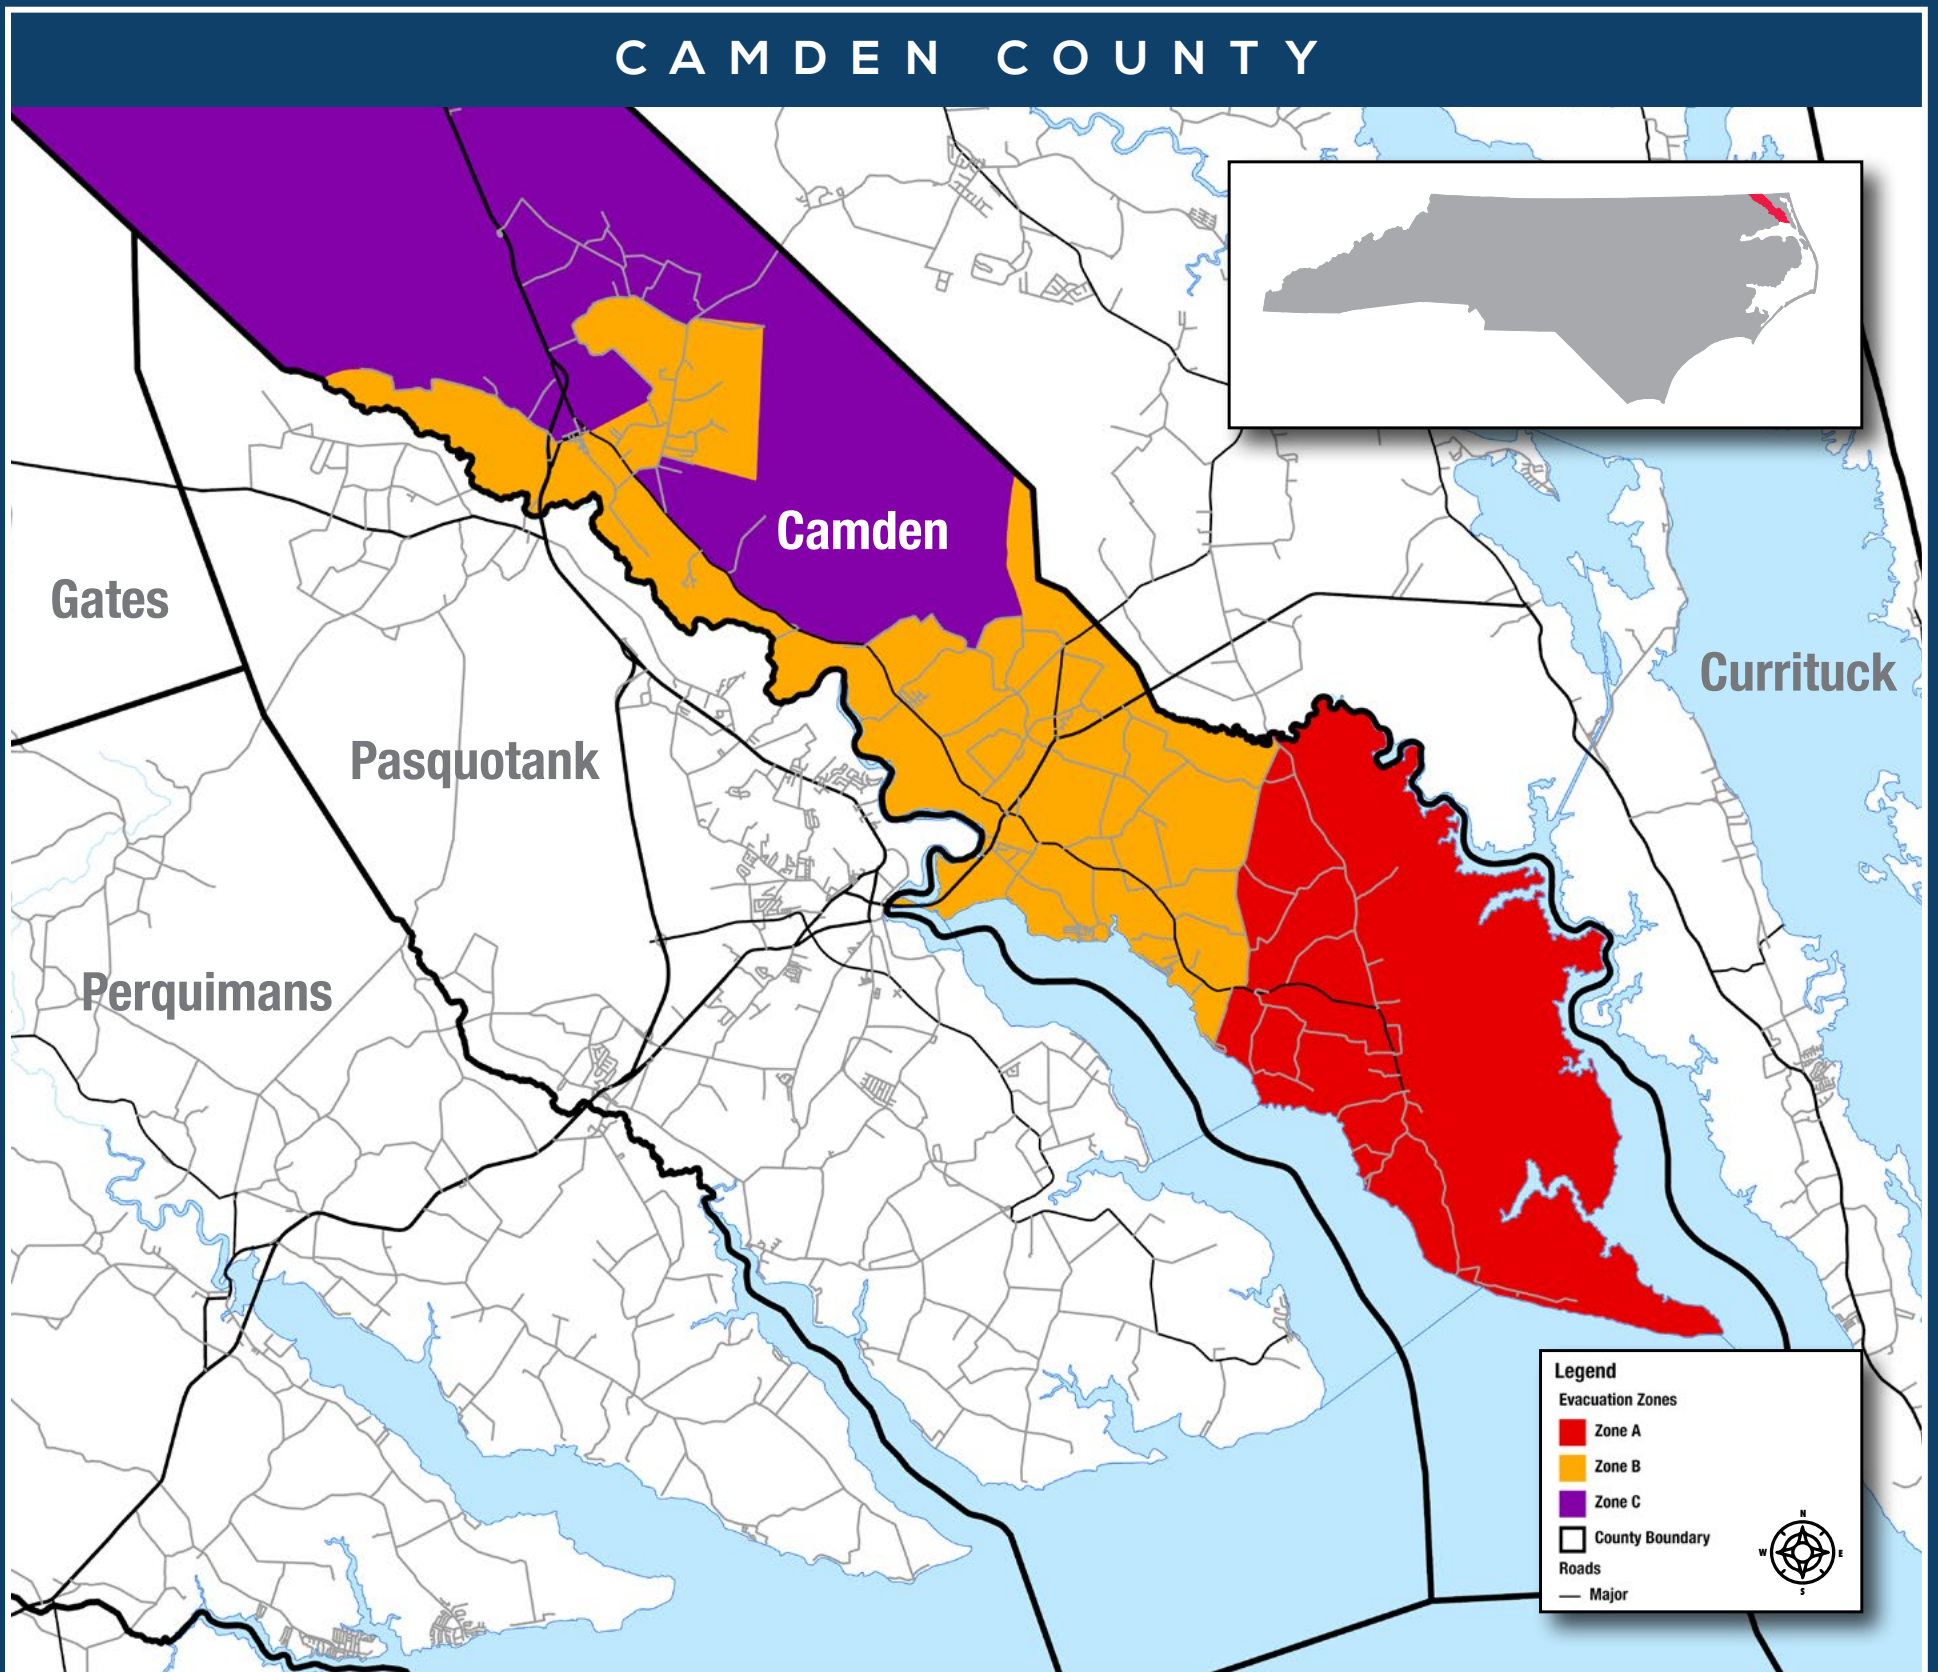 CAMDEN COUNTY
Camden
Gates
Currituck
Pasquotank
Perquimans
Legend
Evacuation Zones
Zone A
Zone B
Zone C
County Boundary
Roads
Major
N
W E
S